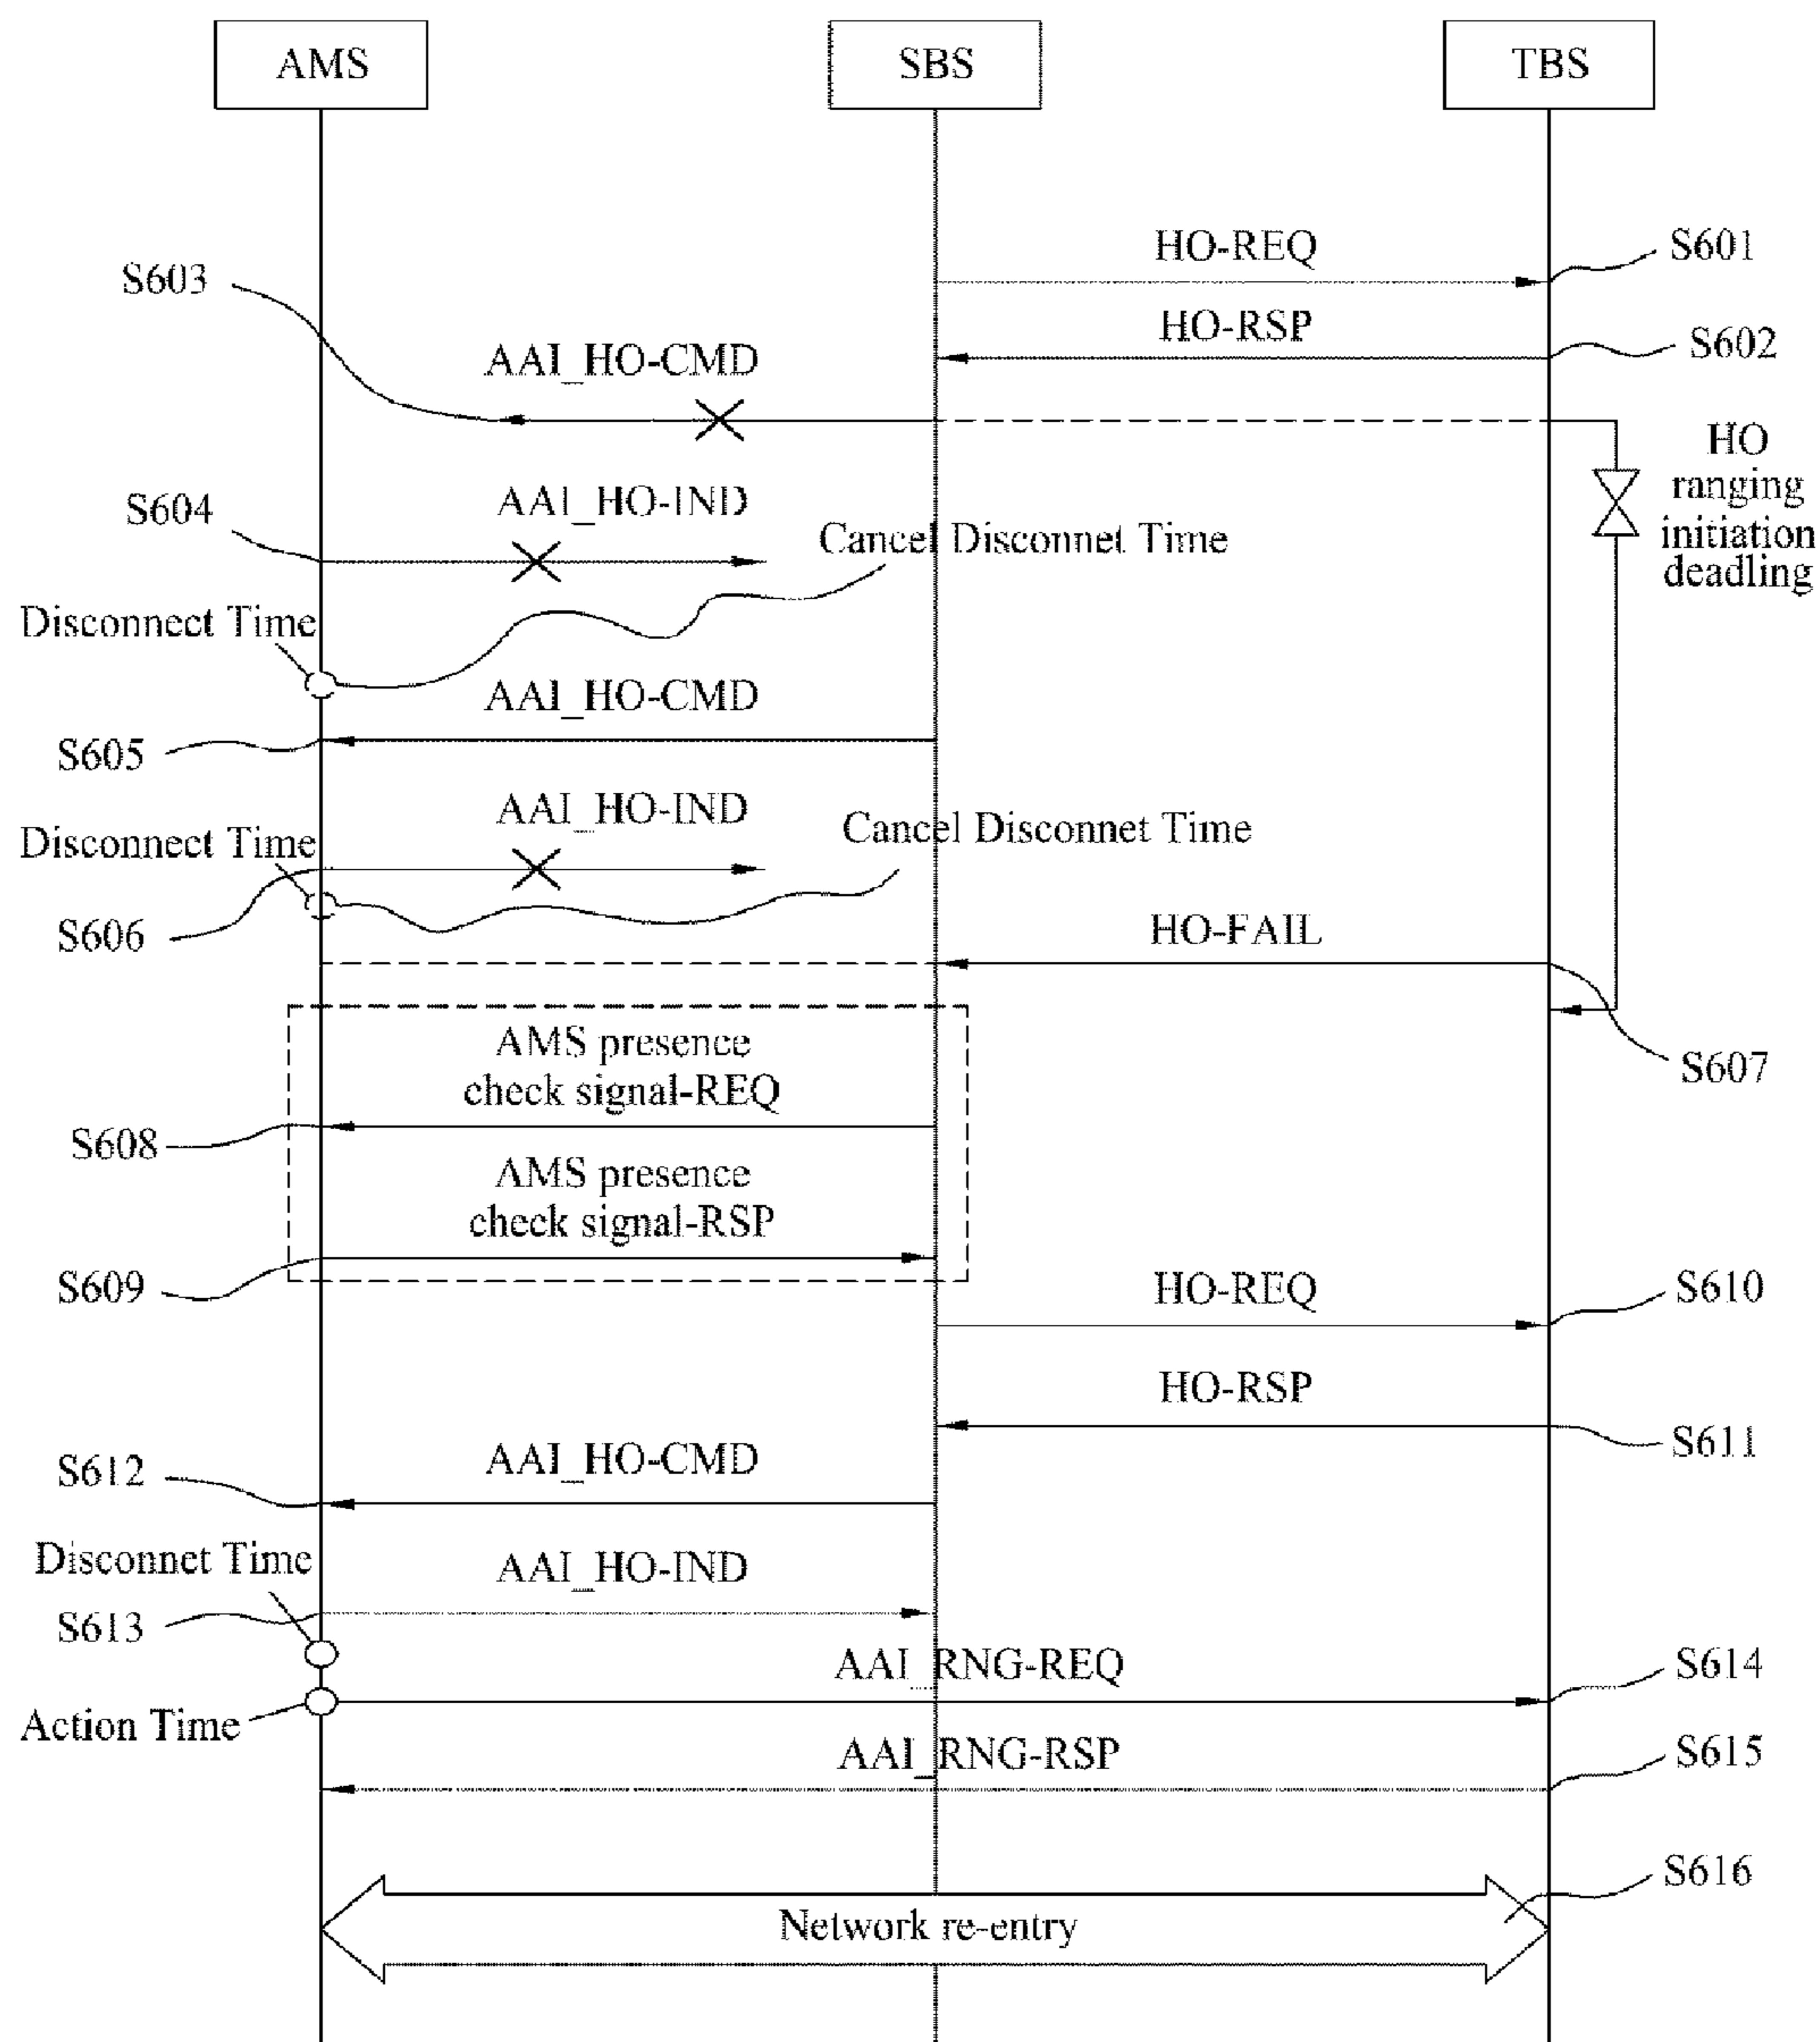 AMS
SBS
TBS
HO-REQ
S601
HO-RSP
S602
S603
AAI_HO-CMD
HO
ranging
initiation
deadling
S604
AAI_HO-IND
Cancel Disconnet Time
Disconnect Time
AAI_HO-CMD
S605
AAI_HO-IND
Cancel Disconnet Time
Disconnect Time
S606
HO-FAIL
S607
AMS presence
check signal-REQ
S608
AMS presence
check signal-RSP
S609
HO-REQ
S610
HO-RSP
S611
AAI_HO-CMD
S612
Disconnet Time
AAI_HO-IND
S613
AAI_RNG-REQ
S614
Action Time
AAI_RNG-RSP
S615
S616
Network re-entry